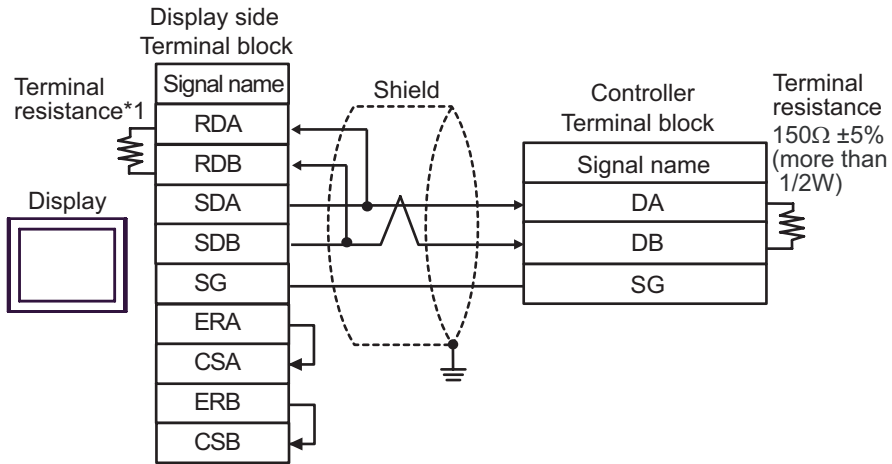 Display side
Terminal block
Signal name
RDA
RDB
SDA
SDB
SG
ERA
CSA
ERB
CSB
Terminal
resistance*1
Display
Shield
Controller
Terminal block
Signal name
DA
DB
SG
Terminal
resistance
150Ω ±5%
(more than
1/2W)